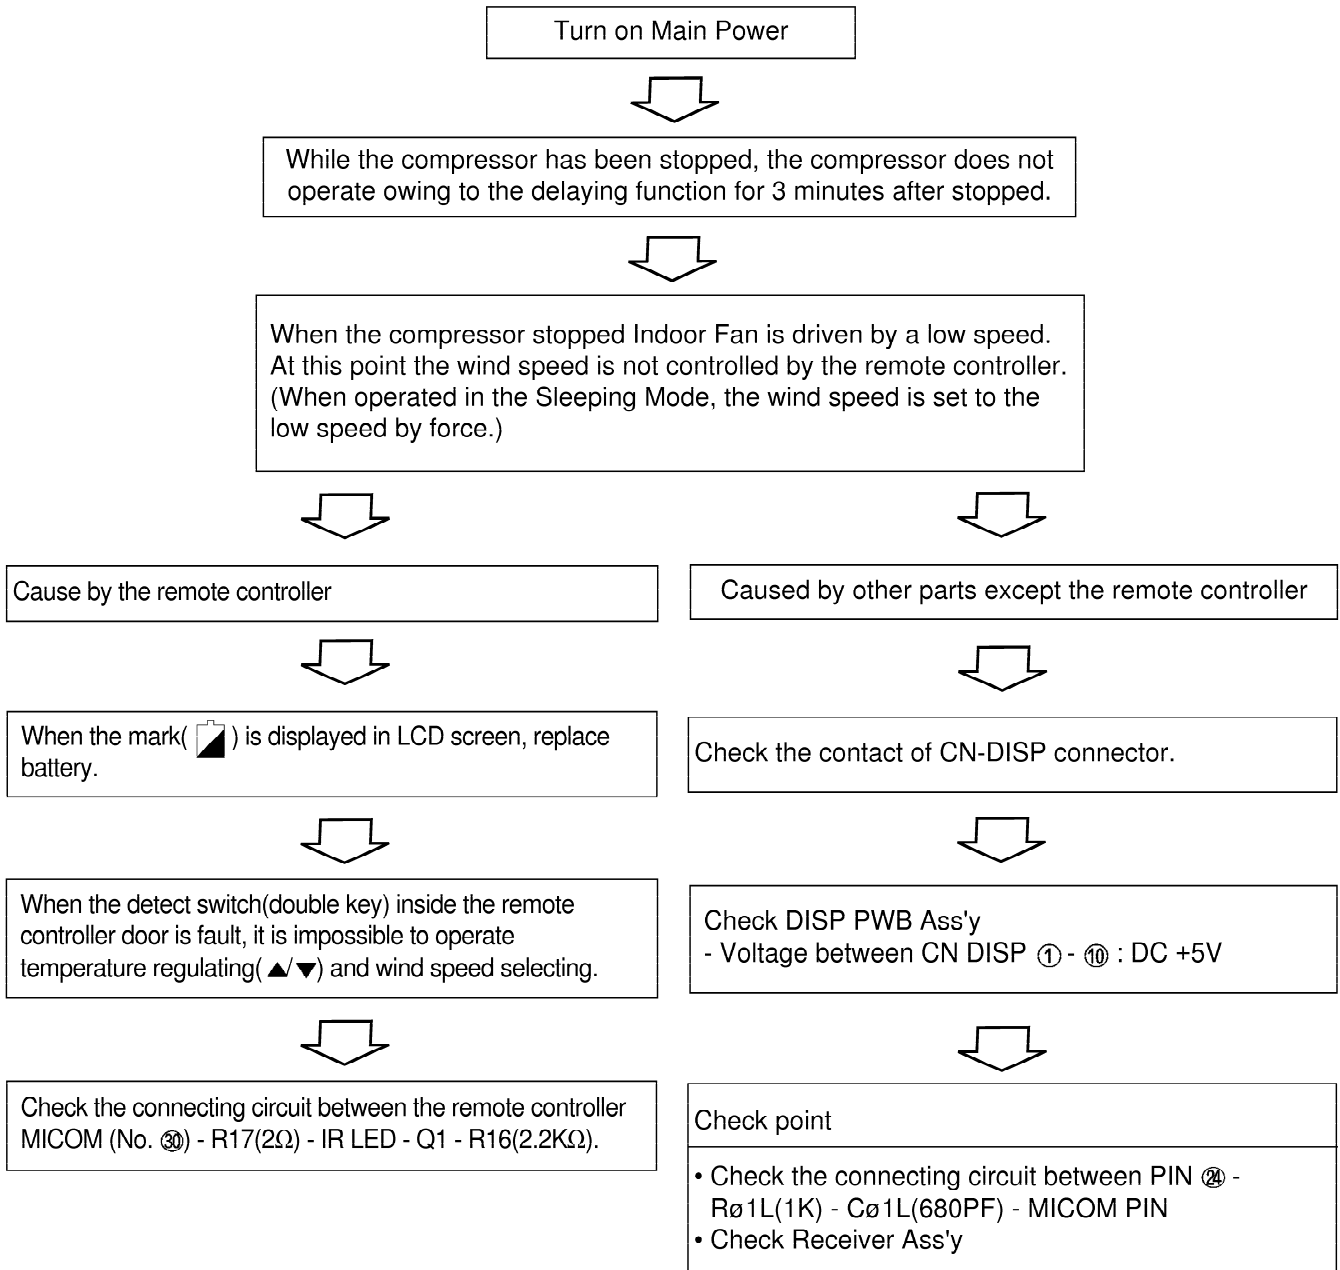 Turn on Main Power
While the compressor has been stopped, the compressor does not
operate owing to the delaying function for 3 minutes after stopped.
When the compressor stopped Indoor Fan is driven by a low speed.
At this point the wind speed is not controlled by the remote controller.
(When operated in the Sleeping Mode, the wind speed is set to the
low speed by force.)
Cause by the remote controller
When the mark( ) is displayed in LCD screen, replace
battery.
When the detect switch(double key) inside the remote
controller door is fault, it is impossible to operate
temperature regulating(▲/▼) and wind speed selecting.
Check the connecting circuit between the remote controller
MICOM (No. ㉚) - R17(2Ω) - IR LED - Q1 - R16(2.2KΩ).
Caused by other parts except the remote controller
Check the contact of CN-DISP connector.
Check DISP PWB Ass'y
- Voltage between CN DISP ① - ⑩ : DC +5V
Check point
• Check the connecting circuit between PIN ㉔ -
Rø1L(1K) - Cø1L(680PF) - MICOM PIN
• Check Receiver Ass'y